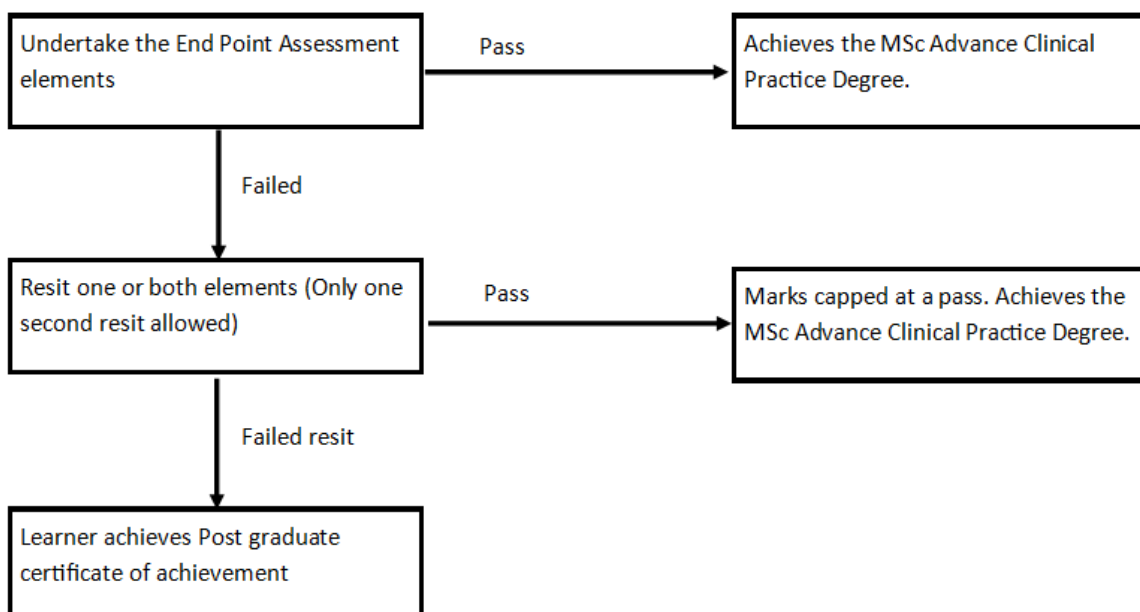 Undertake the End Point Assessment
elements
Pass
Achieves the MSc Advance Clinical
Practice Degree.
Failed
Resit one or both elements (Only one
second resit allowed)
Pass
Marks capped at a pass. Achieves the
MSc Advance Clinical Practice Degree.
Failed resit
Learner achieves Post graduate
certificate of achievement